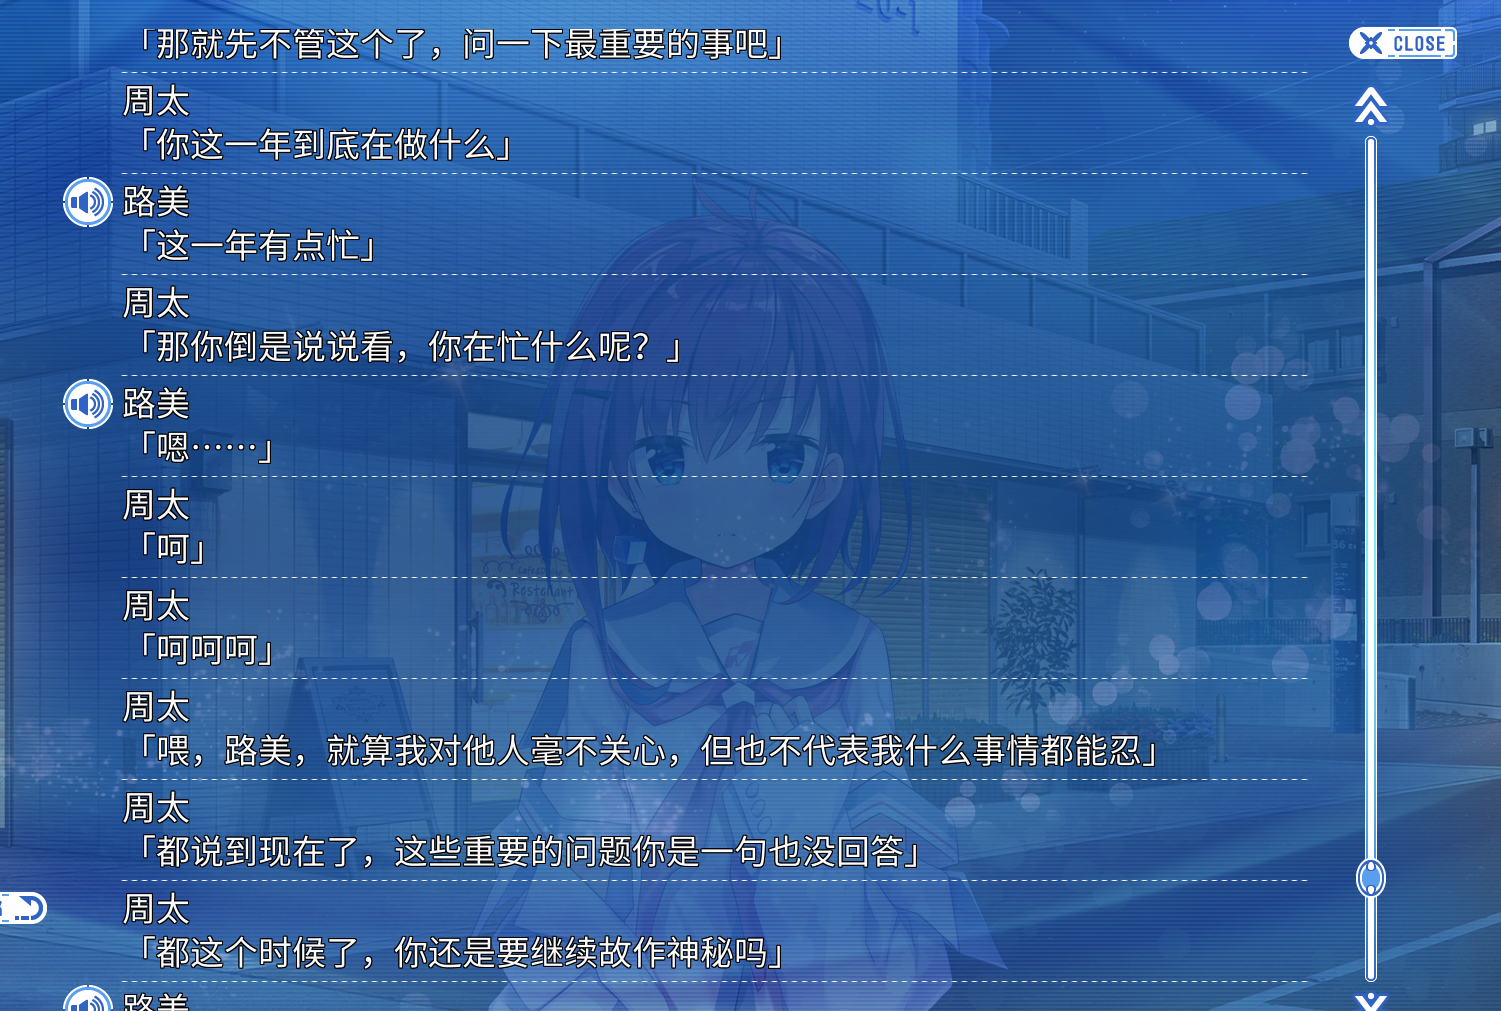 「那就先不管这个了，问一下最重要的事吧」
CLOSE
周太
「你这一年到底在做什么」
路美
「这一年有点忙」
周太
「那你倒是说说看，你在忙什么呢？」
路美
「嗯……」
周太
「呵」
周太
「呵呵呵」
周太
「喂，路美，就算我对他人毫不关心，但也不代表我什么事情都能忍」
周太
「都说到现在了，这些重要的问题你是一句也没回答」
周太
「都这个时候了，你还是要继续故作神秘吗」
路美
Restaurant